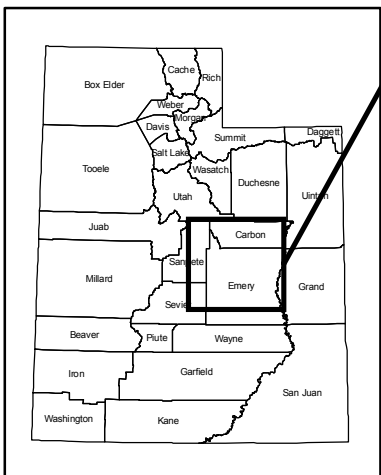 Cache
Rich
Box Elder
Weber
Morgan
Davis
Summit
Daggett
Salt Lake
Tooele
Wasatch
Duchesne
Utah
Uintah
Juab
Carbon
Sanpete
Millard
Emery
Grand
Sevier
Beaver
Piute
Wayne
Iron
Garfield
San Juan
Washington
Kane